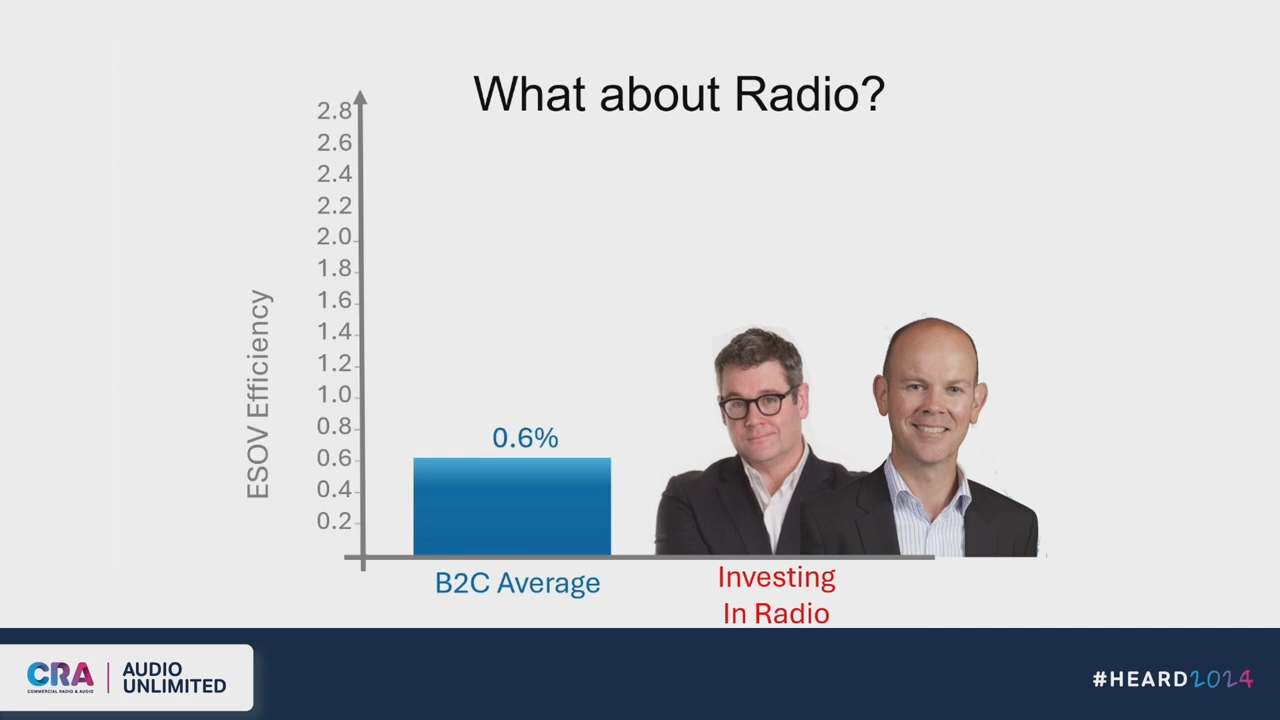 What about Radio?
2.8
2.6
2.4
2.2
2.0
1.8
1.6
1.4
1.2
1.0
0.8
0.6
0.4
0.2
ESOV Efficiency
0.6%
B2C Average
Investing
In Radio
CRA
COMMERCIAL RADIO & AUDIO
AUDIO
UNLIMITED
#HEARD2024